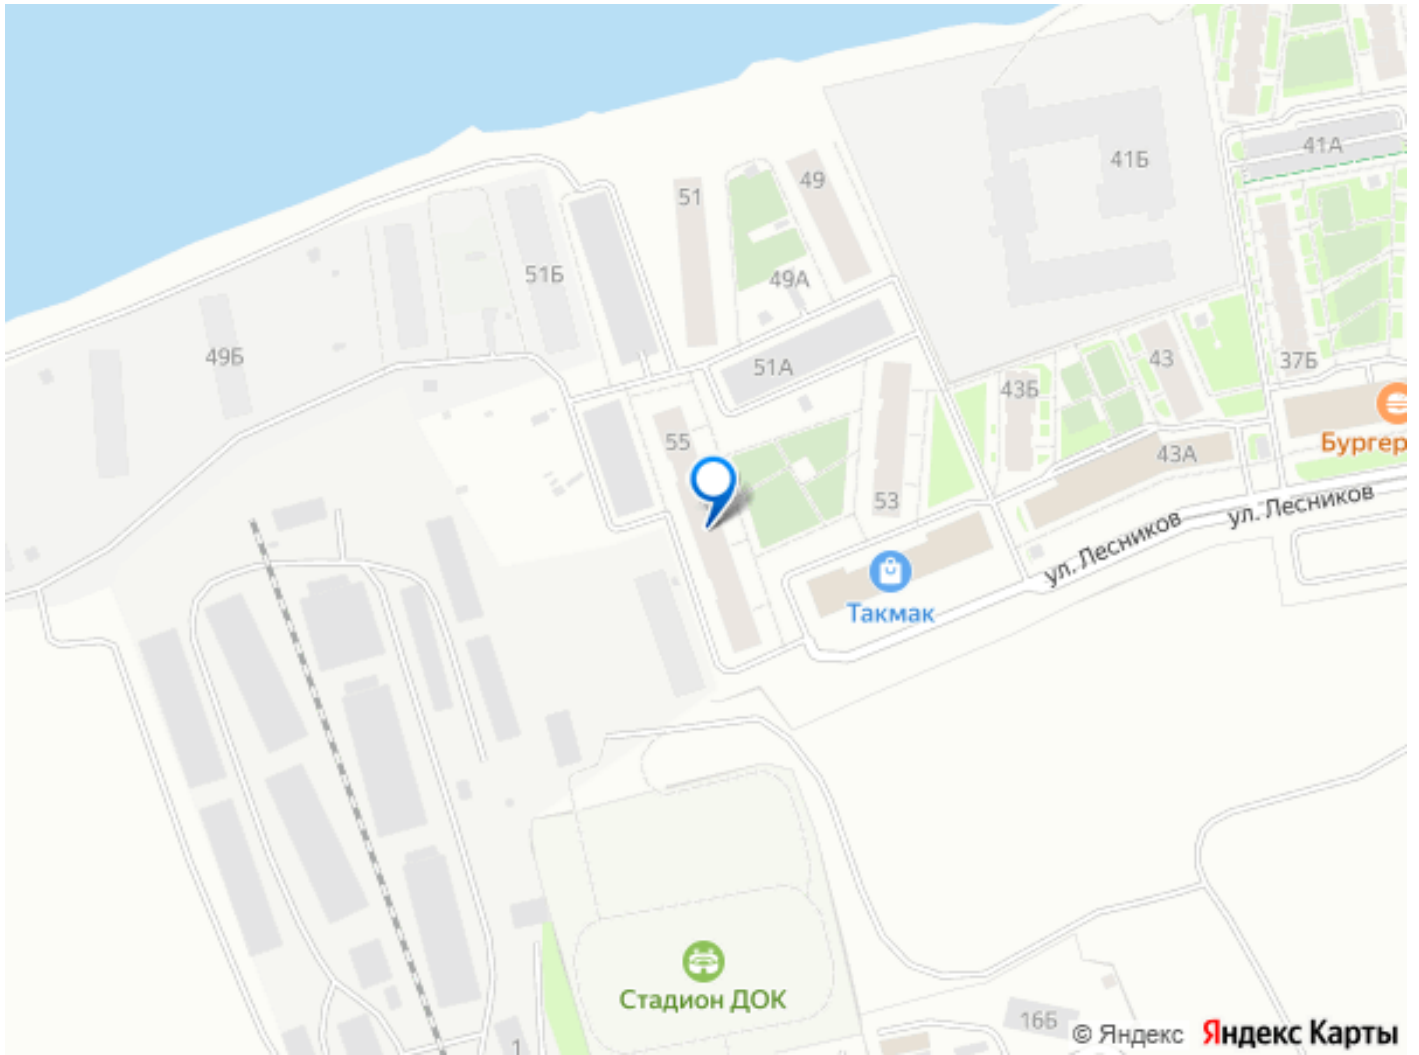 41А
41Б
49
51
51Б
49А
49Б
51А
43
37Б
43Б
Бургер
55
43А
53
ул. Лесников
ул. Лесников
Такмак
Стадион ДОК
16Б
1
© Яндекс Яндекс Карты